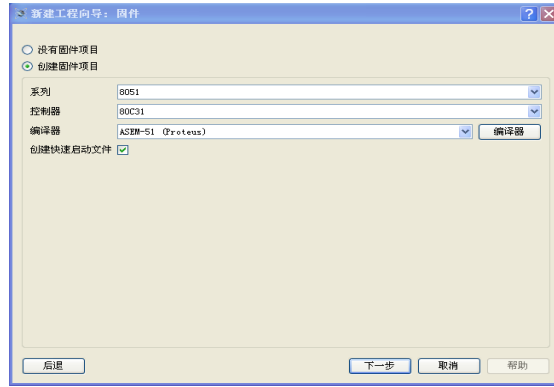 新建工程向导: 固件
没有固件项目
创建固件项目
系列 8051
控制器 80C31
编译器 ASEM-51 (Proteus) 编译器
创建快速启动文件
后退 下一步 取消 帮助